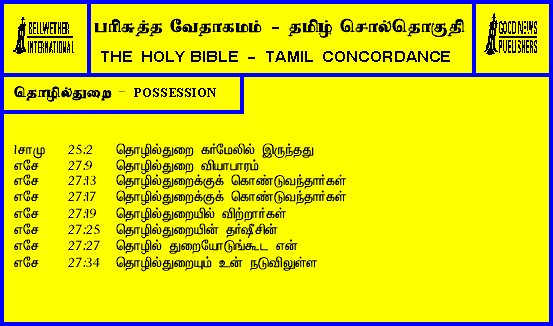 BELLWETHER
INTERNATIONAL
பரிசுத்த வேதாகமம் - தமிழ் சொல்தொகுதி
THE HOLY BIBLE - TAMIL CONCORDANCE
GOOD NEWS
PUBLISHERS
தொழில்துறை - POSSESSION
1சாமு 25:2 தொழில்துறை கர்மேலில் இருந்தது
எசே 27:9 தொழில்துறை வியாபாரம்
எசே 27:13 தொழில்துறைக்குக் கொண்டுவந்தார்கள்
எசே 27:17 தொழில்துறைக்குக் கொண்டுவந்தார்கள்
எசே 27:19 தொழில்துறையில் விற்றார்கள்
எசே 27:25 தொழில்துறையின் தர்ஷீசின்
எசே 27:27 தொழில் துறையோடுங்கூட என்
எசே 27:34 தொழில்துறையும் உன் நடுவிலுள்ள